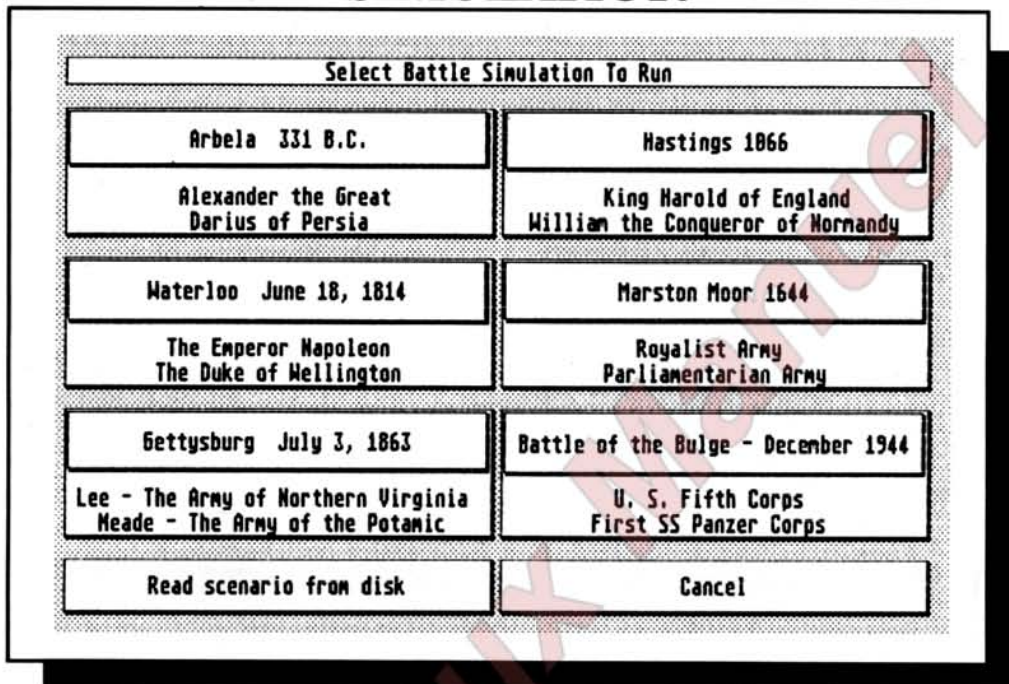 Select Battle Simulation To Run
Arbela 331 B.C.
Alexander the Great
Darius of Persia
Hastings 1066
King Harold of England
William the Conqueror of Normandy
Waterloo June 18, 1814
The Emperor Napoleon
The Duke of Wellington
Marston Moor 1644
Royalist Army
Parliamentarian Army
Gettysburg July 3, 1863
Lee - The Army of Northern Virginia
Meade - The Army of the Potamic
Battle of the Bulge - December 1944
U. S. Fifth Corps
First SS Panzer Corps
Read scenario from disk
Cancel
Manuel